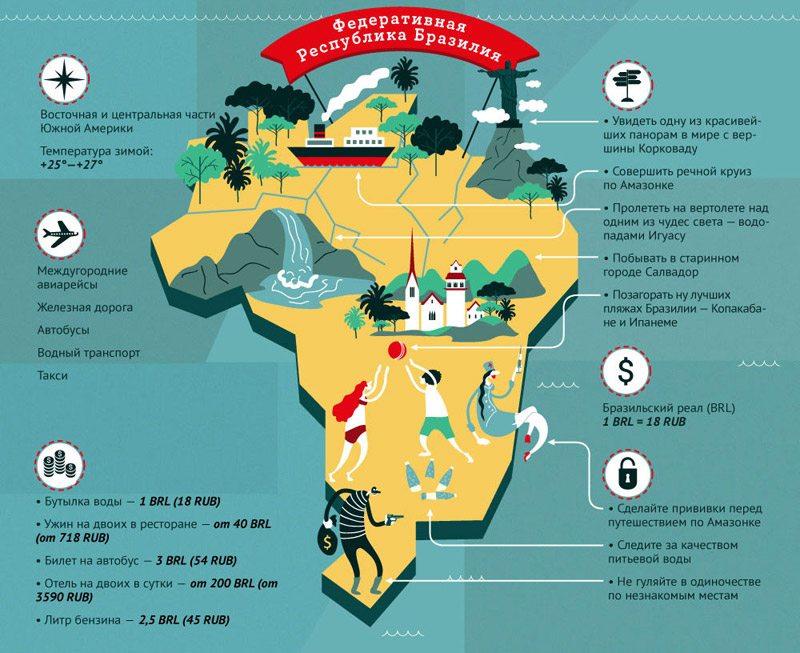 Федеративная
Республика Бразилия
Восточная и центральная части
Южной Америки
Температура зимой:
+25°—+27°
Междугородние
авиарейсы
Железная дорога
Автобусы
Водный транспорт
Такси
$
• Бутылка воды — 1 BRL (18 RUB)
• Ужин на двоих в ресторане — от 40 BRL
(от 718 RUB)
• Билет на автобус — 3 BRL (54 RUB)
• Отель на двоих в сутки — от 200 BRL (от
3590 RUB)
• Литр бензина — 2,5 BRL (45 RUB)
• Увидеть одну из красивей-
ших панорам в мире с вер-
шины Корковаду
• Совершить речной круиз
по Амазонке
• Пролететь на вертолете над
одним из чудес света — водо-
падами Игуасу
• Побывать в старинном
городе Салвадор
• Позагорать ну лучших
пляжах Бразилии — Копакаба-
не и Ипанеме
$
Бразильский реал (BRL)
1 BRL = 18 RUB
• Сделайте прививки перед
путешествием по Амазонке
• Следите за качеством
питьевой воды
• Не гуляйте в одиночестве
по незнакомым местам
$